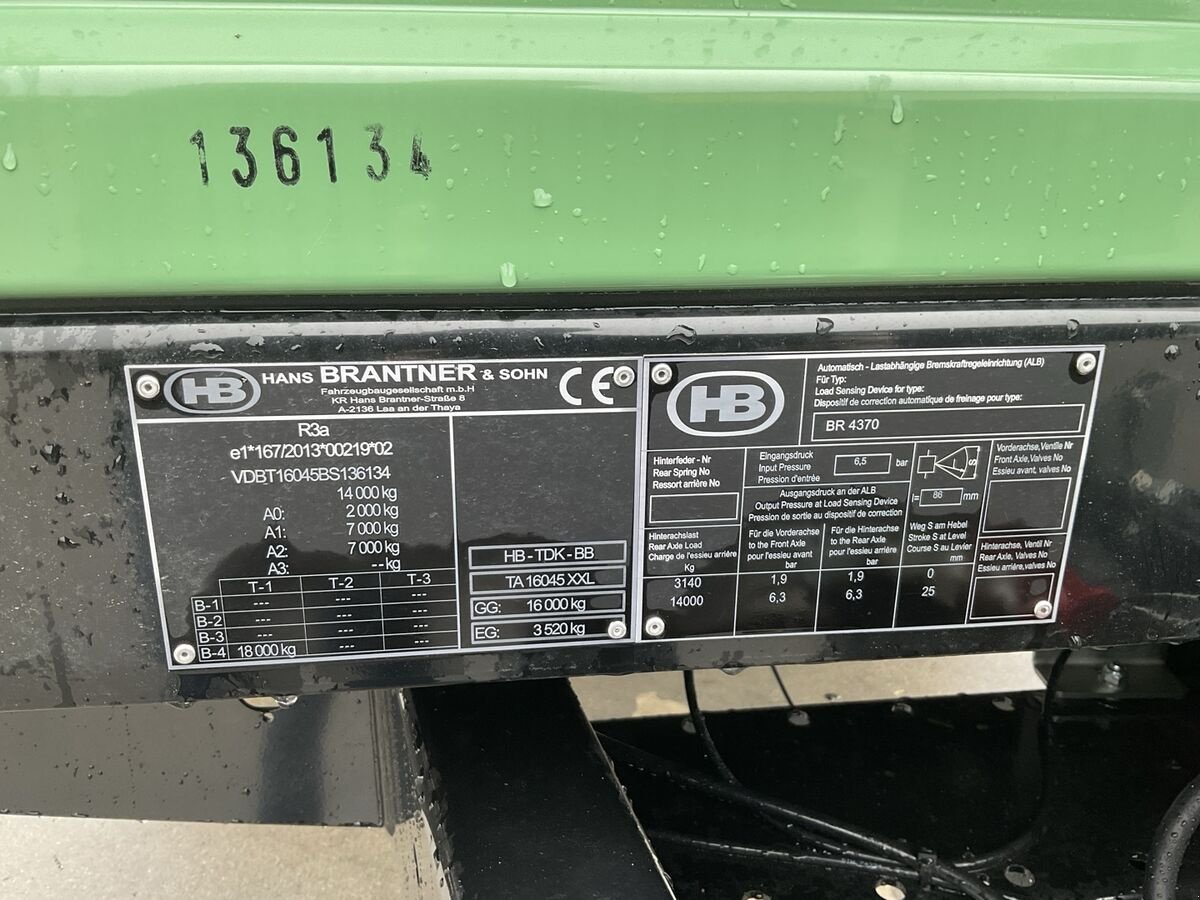 136134
HB HANS BRANTNER & SOHN
Fahrzeugbaugesellschaft m.b.H
KR Hans Brantner-Straße 8
A-2136 Laa an der Thaya
CE
R3a
e1*167/2013*00219*02
VDBT16045BS136134
14 000 kg
A0: 2 000 kg
A1: 7 000 kg
A2: 7 000 kg
A3: -- kg
T-1 T-2 T-3
B-1 --- --- ---
B-2 --- --- ---
B-3 --- --- ---
B-4 18 000 kg --- ---
HB - TDK - BB
TA 16045 XXL
GG: 16 000 kg
EG: 3 520 kg
HB
Automatisch - Lastabhängige Bremskraftregeleinrichtung (ALB)
Für Typ:
Load Sensing Device for type:
Dispositif de correction automatique de freinage pour type:
BR 4370
Hinterfeder - Nr
Rear Spring No
Ressort arrière No
Eingangsdruck
Input Pressure 6,5 bar
Pression d'entrée
Ausgangsdruck an der ALB
Output Pressure at Load Sensing Device
Pression de sortie au dispositif de correction
S
l= 86 mm
Vorderachse, Ventile Nr
Front Axle, Valves No
Essieu avant, valves No
Hinterachslast
Rear Axle Load
Charge de l'essieu arrière
Kg
Für die Vorderachse
to the Front Axle
pour l'essieu avant
bar
Für die Hinterachse
to the Rear Axle
pour l'essieu arrière
bar
Weg S am Hebel
Stroke S at Level
Course S au Levier
mm
Hinterachse, Ventil Nr
Rear Axle, Valves No
Essieu arrière, valves No
3140 1,9 1,9 0
14000 6,3 6,3 25